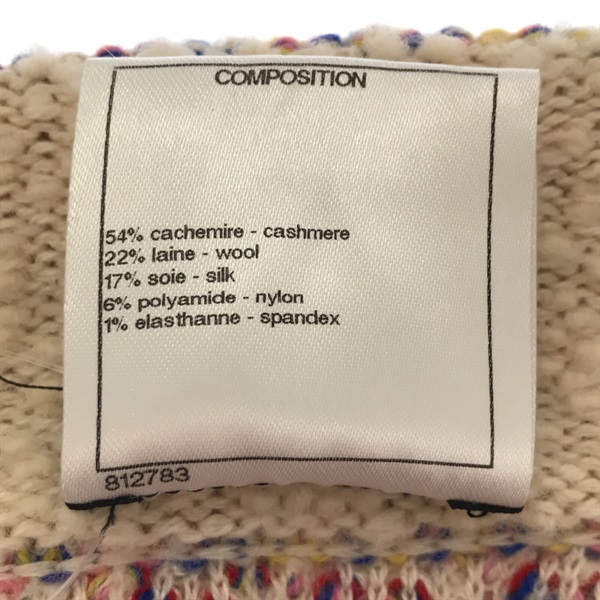 COMPOSITION
54% cachemire - cashmere
22% laine - wool
17% soie - silk
6% polyamide - nylon
1% elasthanne - spandex
812783